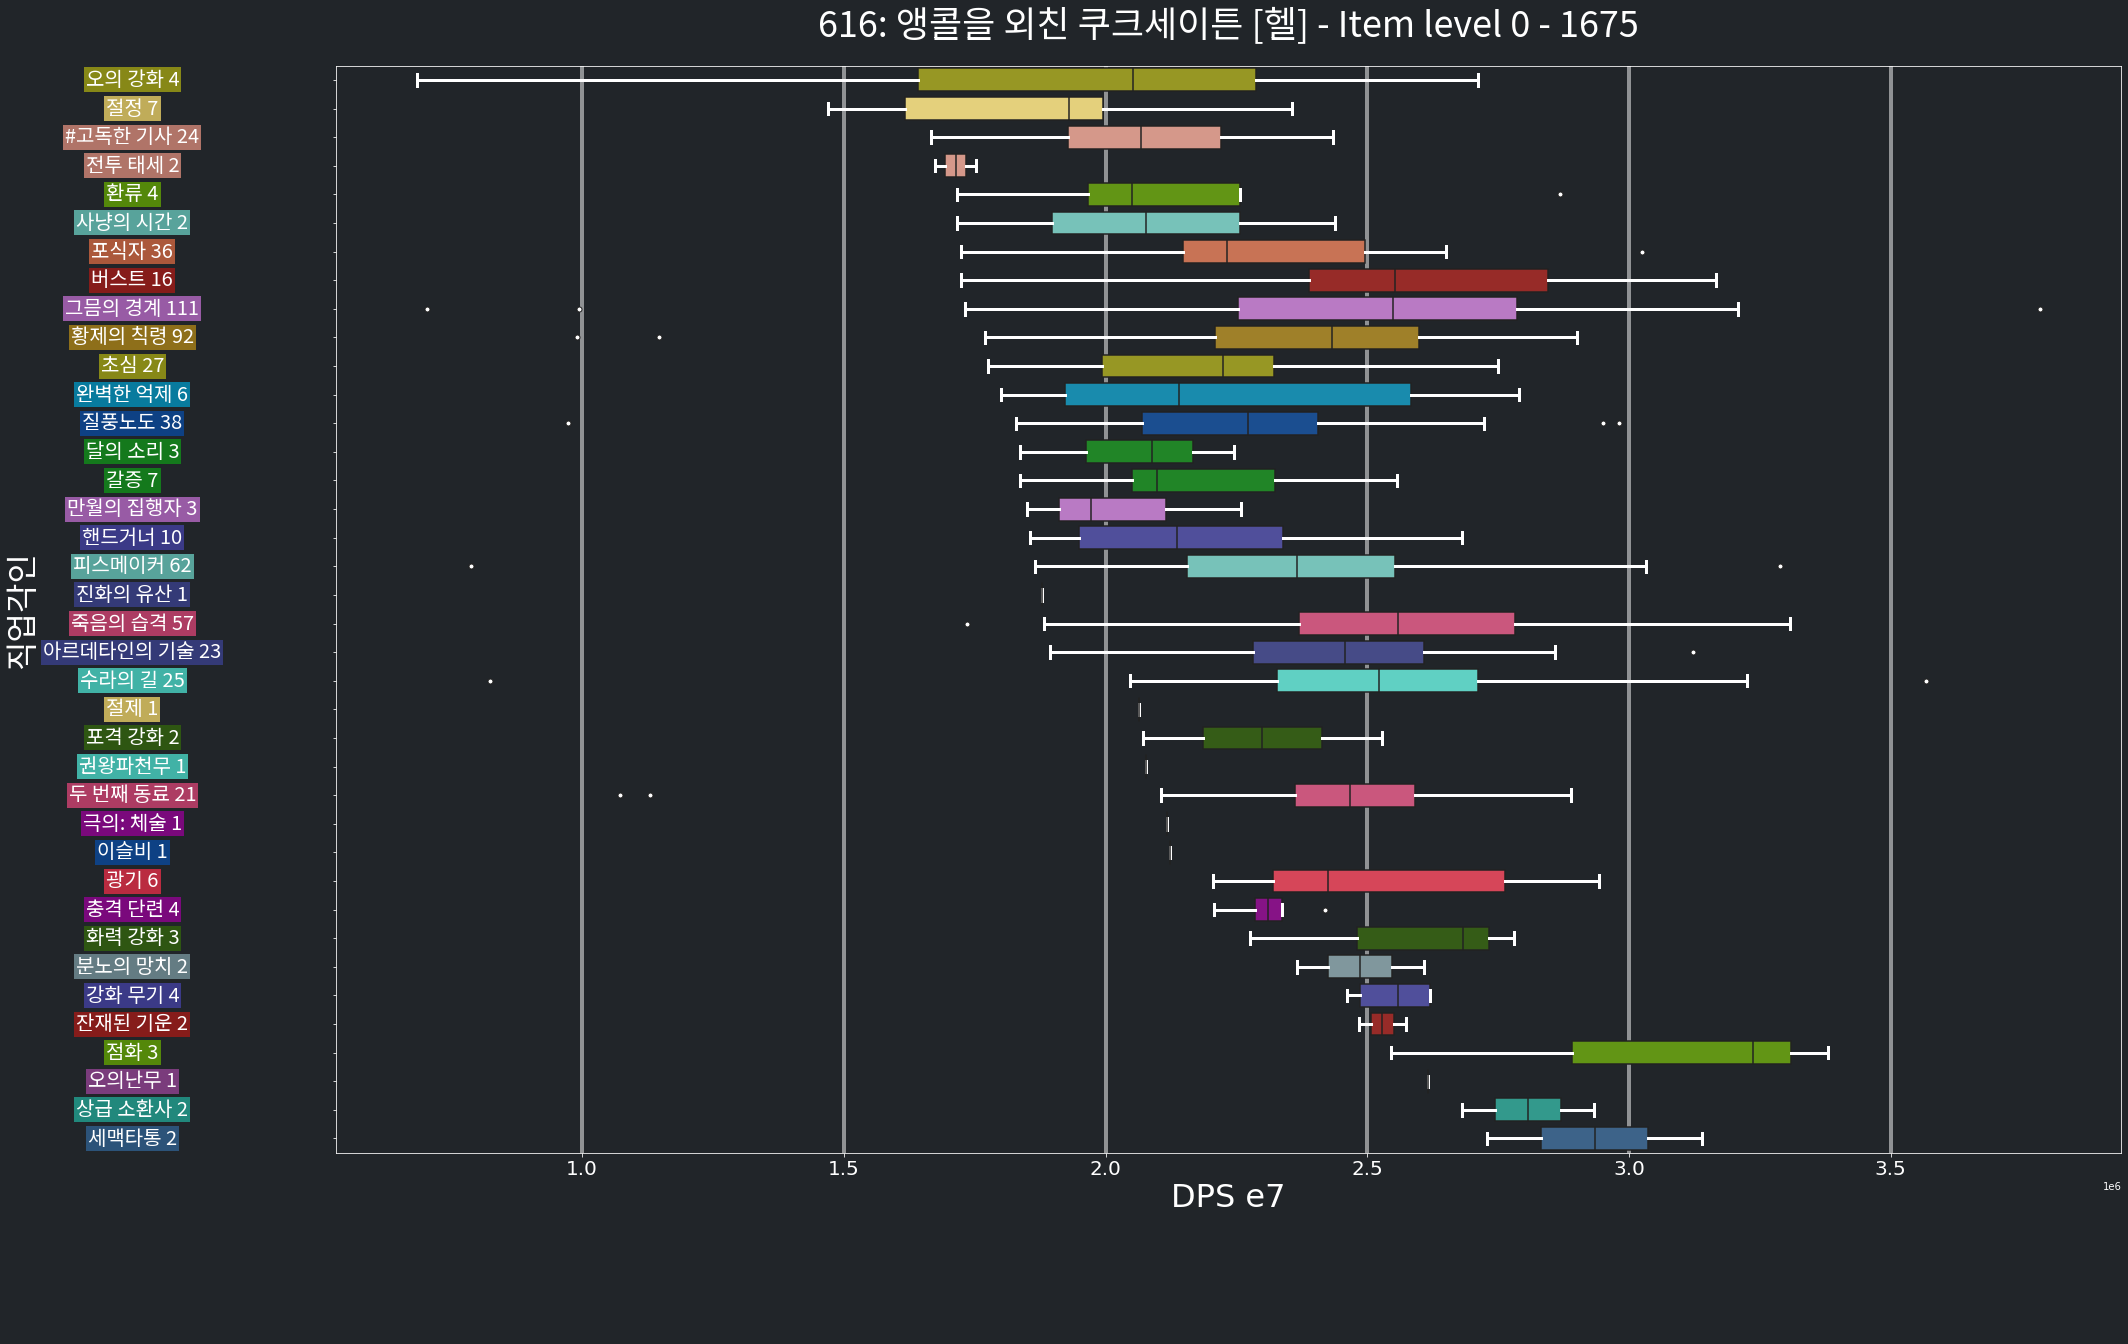 616: 앵콜을 외친 쿠크세이튼 [헬] - Item level 0 - 1675
직업각인
오의 강화 4
절정 7
#고독한 기사 24
전투 태세 2
환류 4
사냥의 시간 2
포식자 36
버스트 16
그믐의 경계 111
황제의 칙령 92
초심 27
완벽한 억제 6
질풍노도 38
달의 소리 3
갈증 7
만월의 집행자 3
핸드거너 10
피스메이커 62
진화의 유산 1
죽음의 습격 57
아르데타인의 기술 23
수라의 길 25
절제 1
포격 강화 2
권왕파천무 1
두 번째 동료 21
극의: 체술 1
이슬비 1
광기 6
충격 단련 4
화력 강화 3
분노의 망치 2
강화 무기 4
잔재된 기운 2
점화 3
오의난무 1
상급 소환사 2
세맥타통 2
1.0 1.5 2.0 2.5 3.0 3.5
1e6
DPS e7